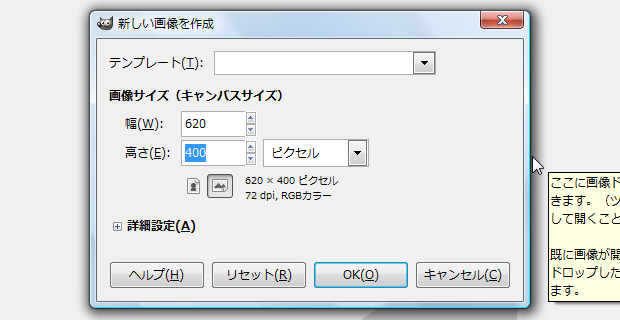 新しい画像を作成
テンプレート(T):
画像サイズ（キャンバスサイズ）
幅(W): 620
高さ(E): 400 ピクセル
620 × 400 ピクセル
72 dpi, RGBカラー
詳細設定(A)
ヘルプ(H) リセット(R) OK(O) キャンセル(C)
ここに画像ド
きます。（ツ
して開くこと
既に画像が開
ドロップした
ます。